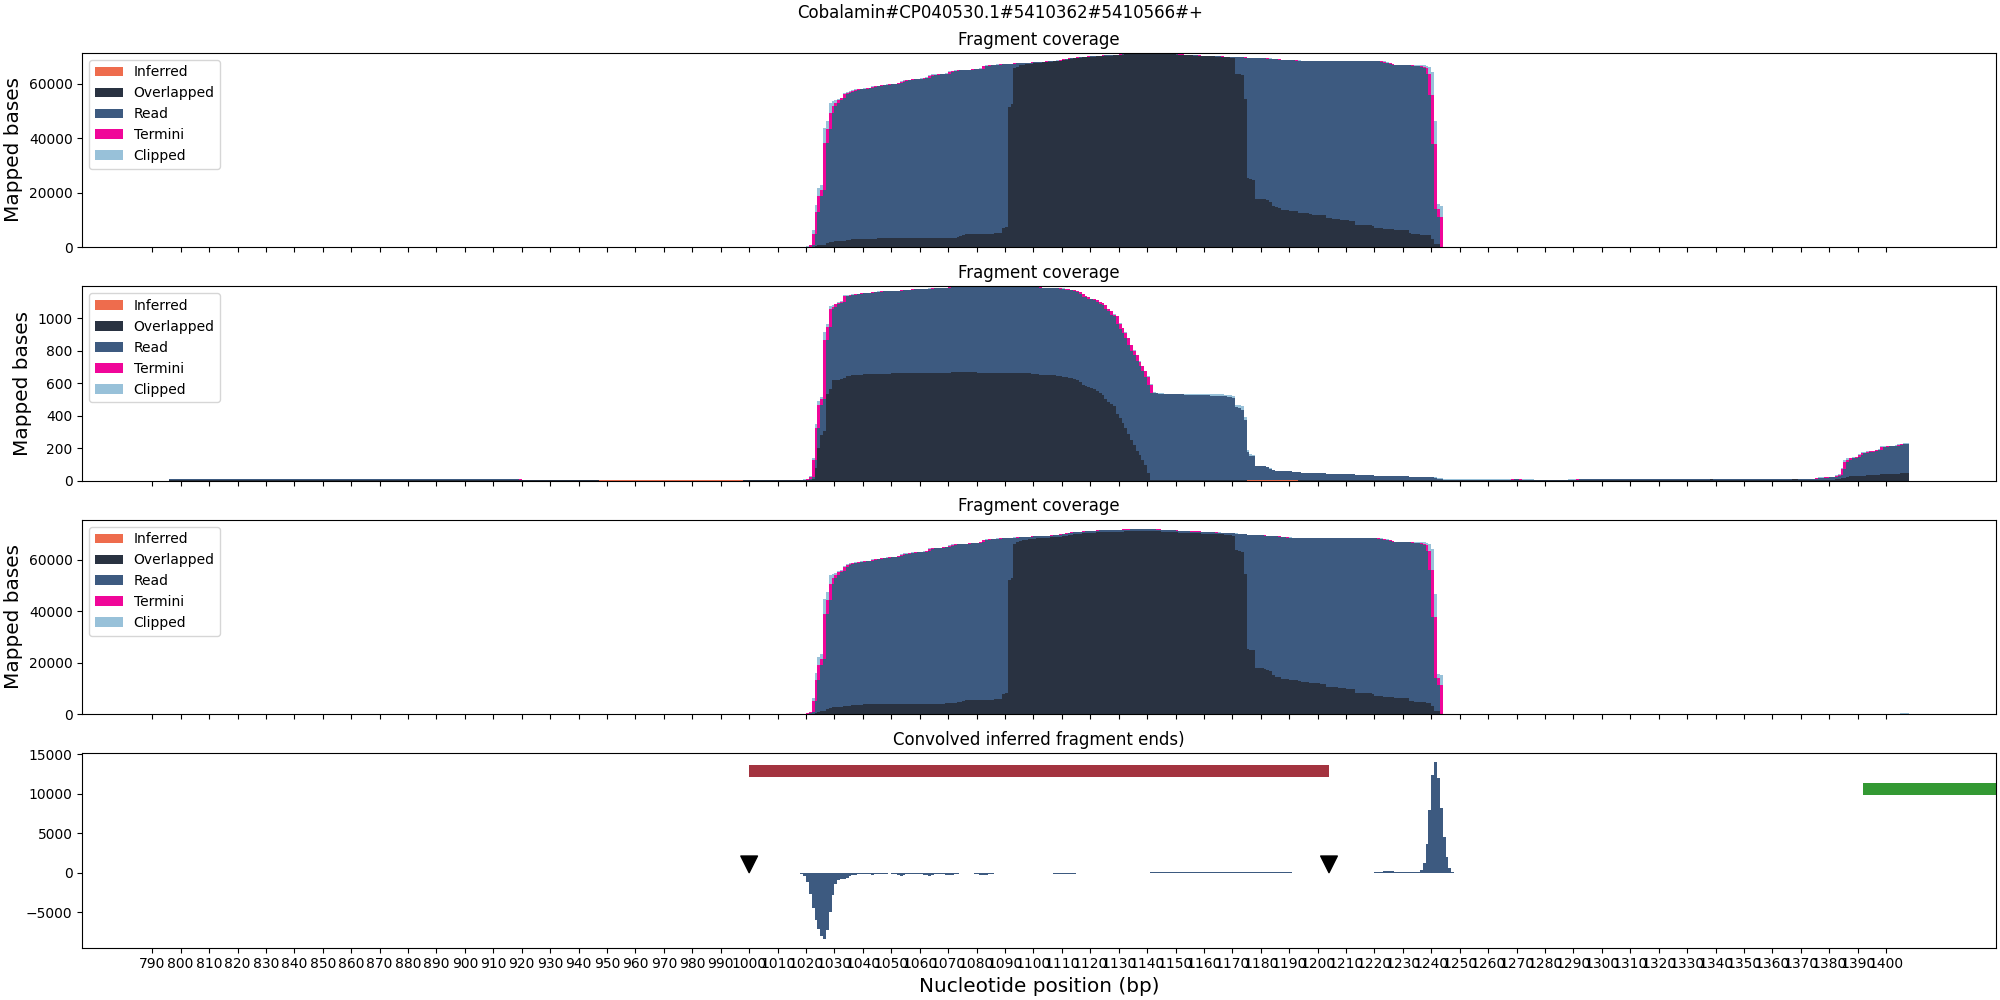 Cobalamin#CP040530.1#5410362#5410566#+
Fragment coverage
Mapped bases
60000
40000
20000
0
Inferred
Overlapped
Read
Termini
Clipped
Fragment coverage
Mapped bases
1000
800
600
400
200
0
Inferred
Overlapped
Read
Termini
Clipped
Fragment coverage
Mapped bases
60000
40000
20000
0
Inferred
Overlapped
Read
Termini
Clipped
Convolved inferred fragment ends)
15000
10000
5000
0
−5000
790 800 810 820 830 840 850 860 870 880 890 900 910 920 930 940 950 960 970 980 990 1000 1010 1020 1030 1040 1050 1060 1070 1080 1090 1100 1110 1120 1130 1140 1150 1160 1170 1180 1190 1200 1210 1220 1230 1240 1250 1260 1270 1280 1290 1300 1310 1320 1330 1340 1350 1360 1370 1380 1390 1400
Nucleotide position (bp)